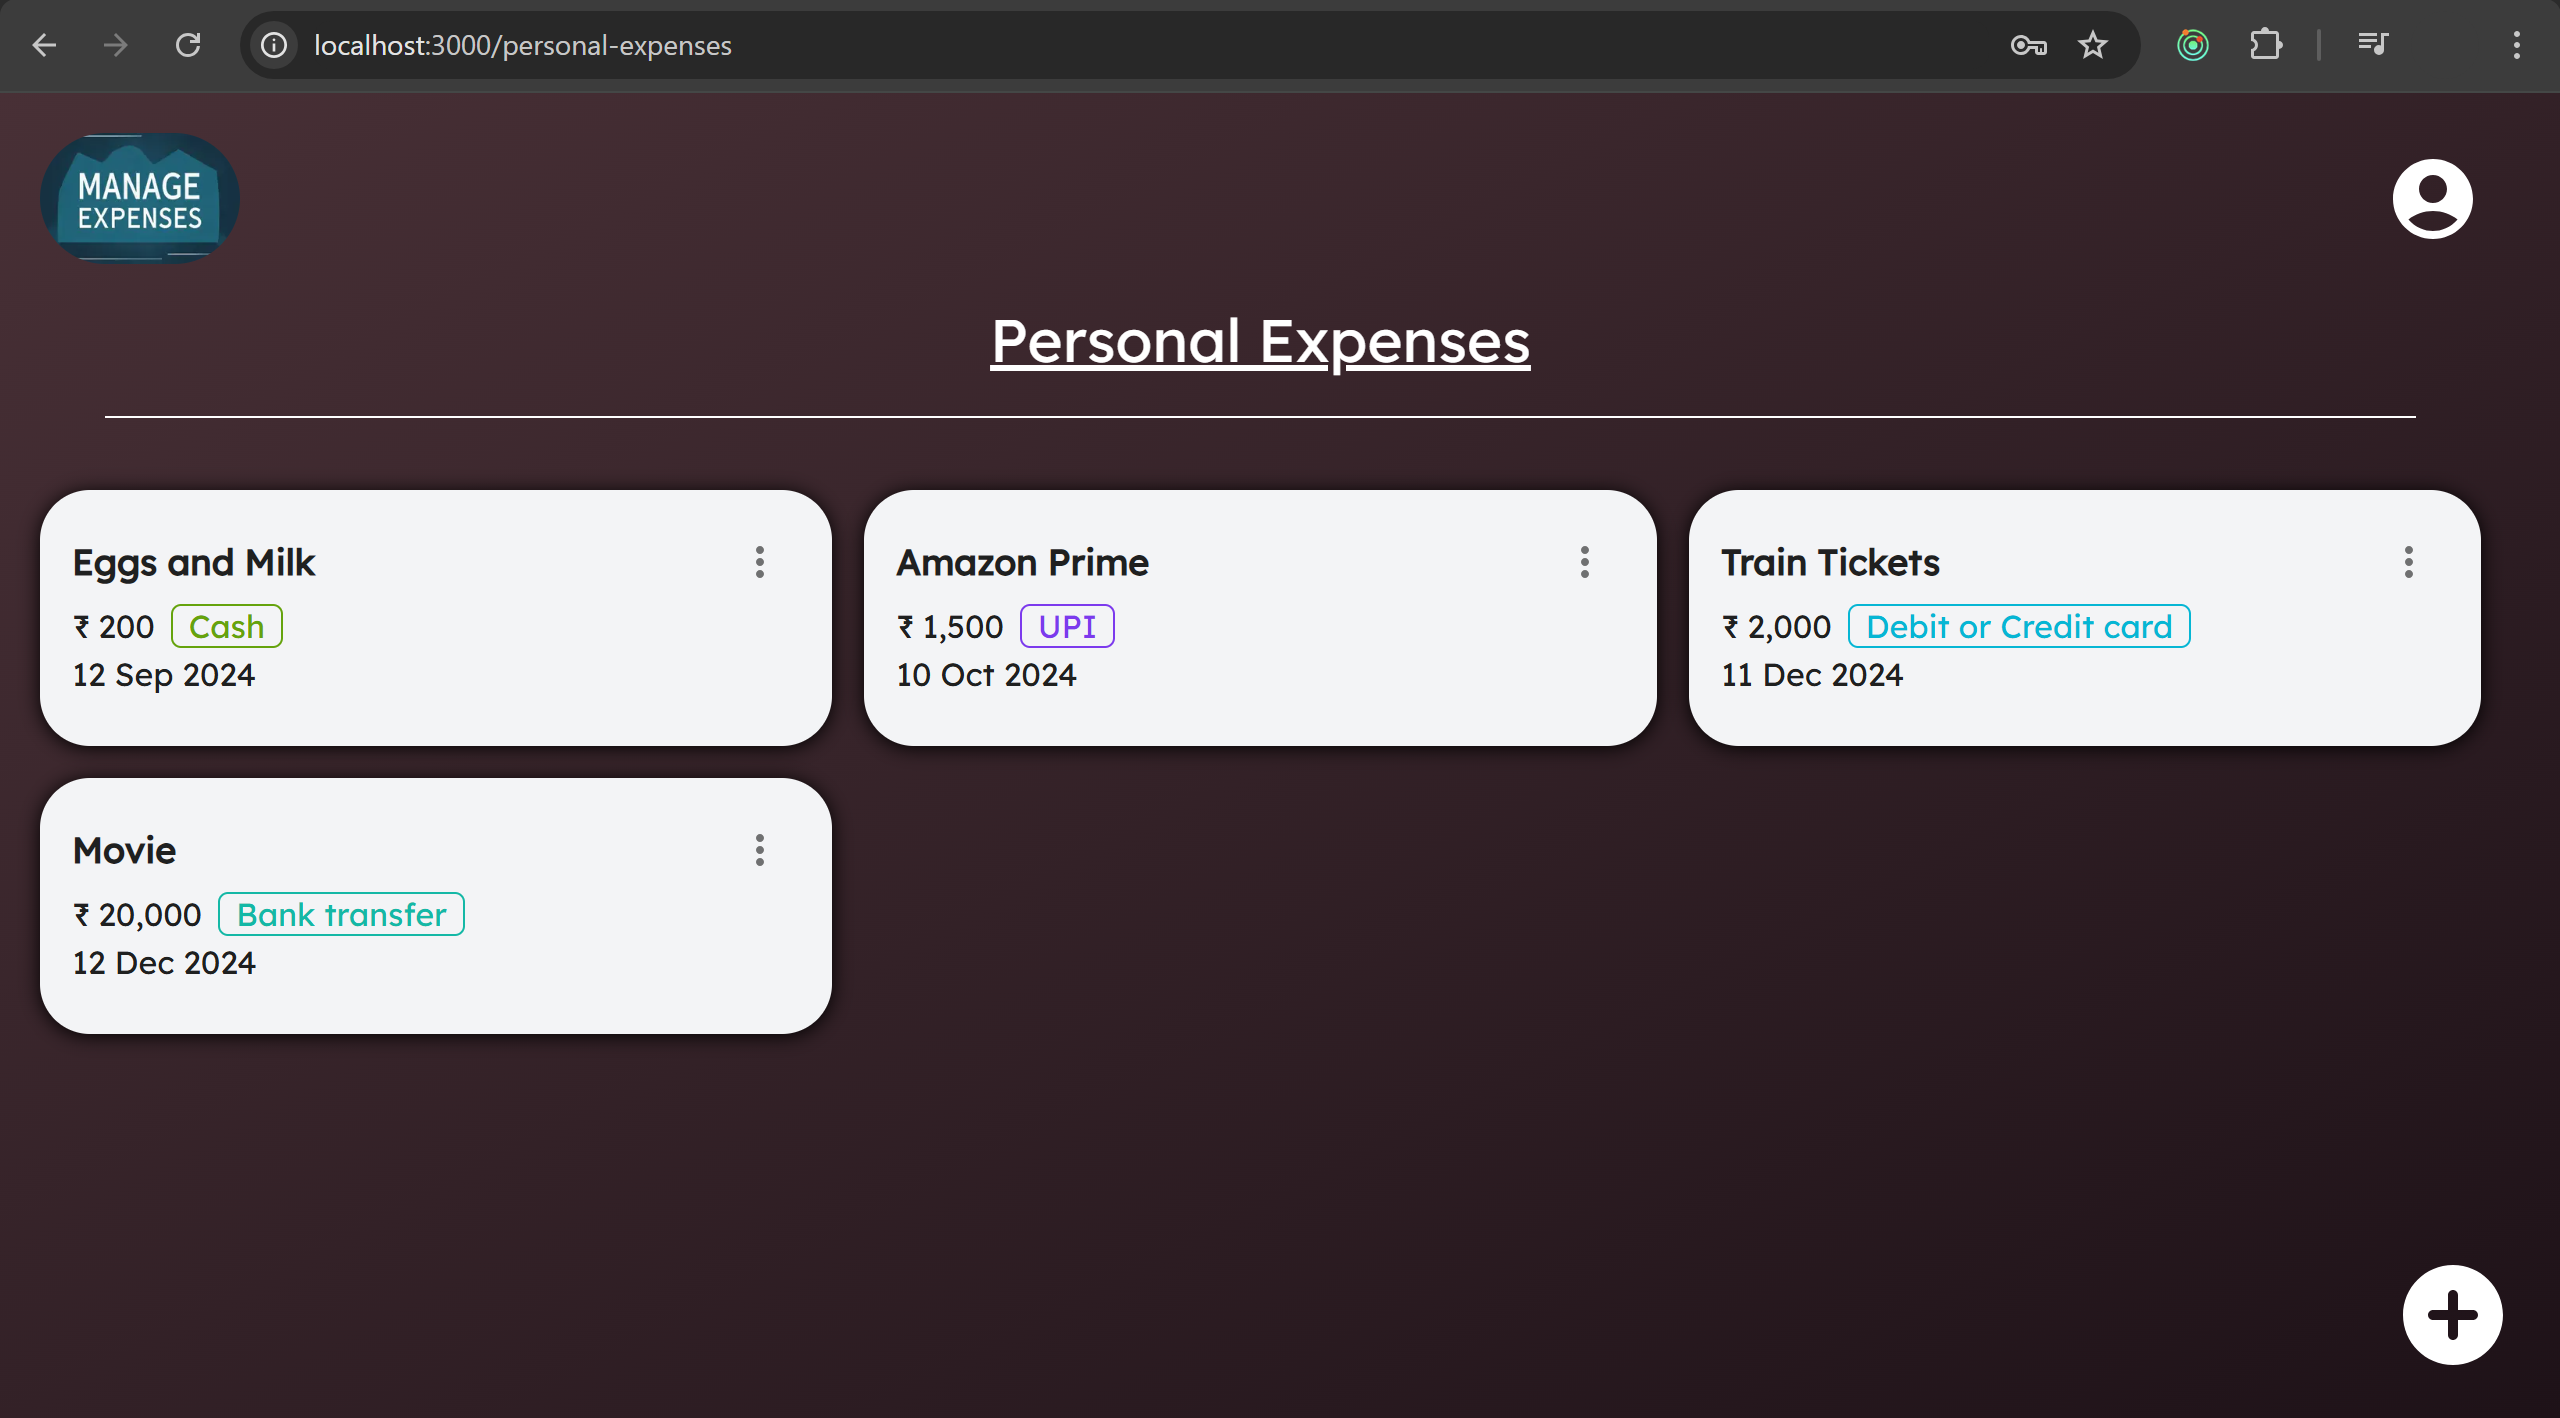 localhost:3000/personal-expenses
MANAGE
EXPENSES
Personal Expenses
Eggs and Milk
₹ 200 Cash
12 Sep 2024
Amazon Prime
₹ 1,500 UPI
10 Oct 2024
Train Tickets
₹ 2,000 Debit or Credit card
11 Dec 2024
Movie
₹ 20,000 Bank transfer
12 Dec 2024